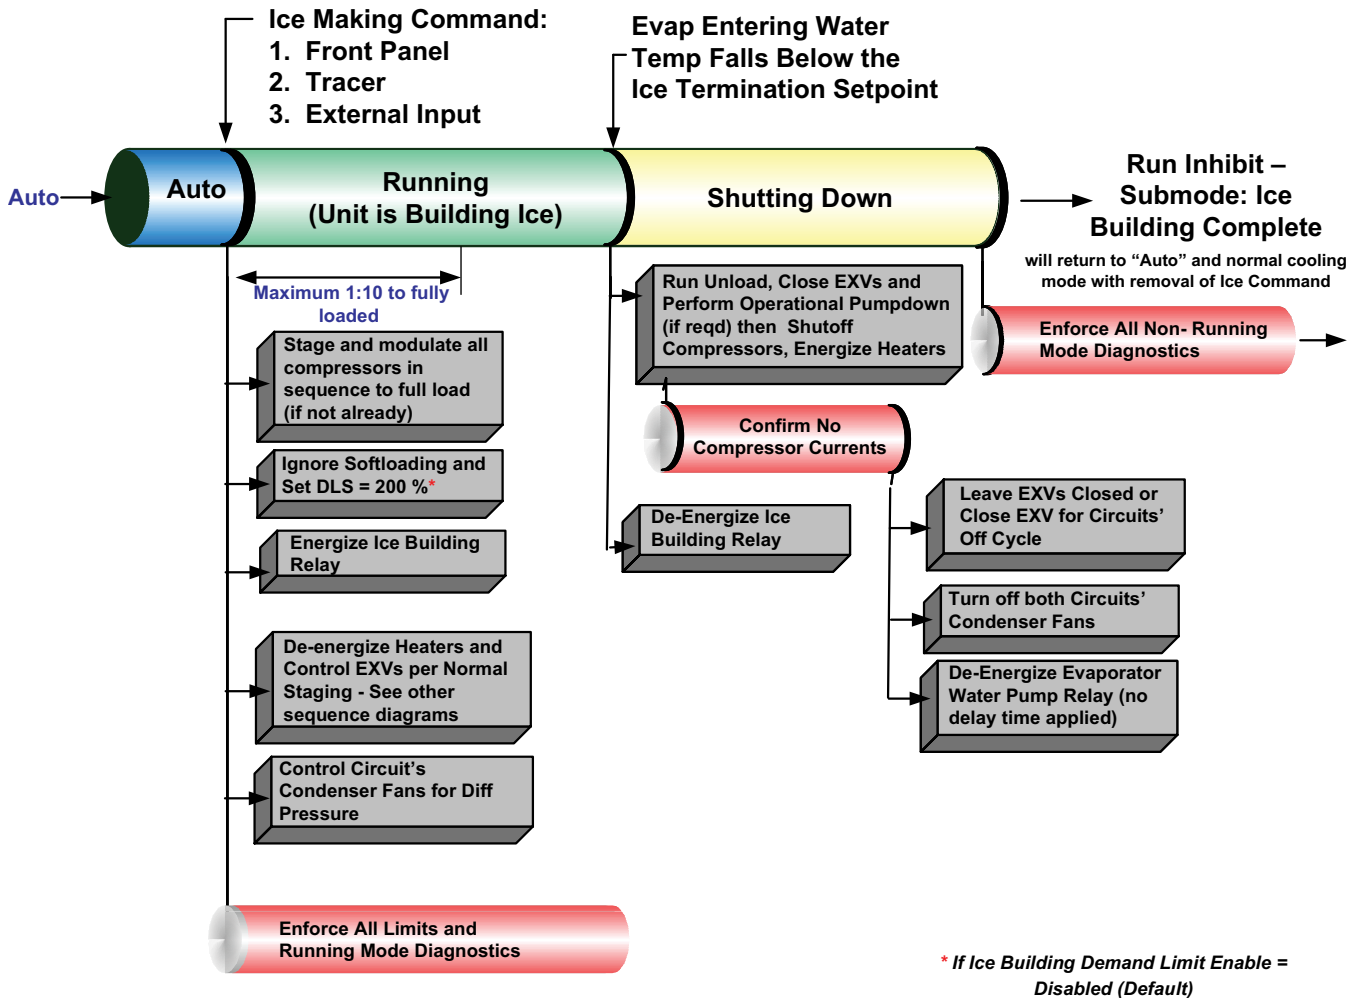 Ice Making Command:
1. Front Panel
2. Tracer
3. External Input
Evap Entering Water
Temp Falls Below the
Ice Termination Setpoint
Auto
Auto
Running
(Unit is Building Ice)
Shutting Down
Run Inhibit –
Submode: Ice
Building Complete
will return to “Auto” and normal cooling
mode with removal of Ice Command
Maximum 1:10 to fully
loaded
Stage and modulate all
compressors in
sequence to full load
(if not already)
Ignore Softloading and
Set DLS = 200 %*
Energize Ice Building
Relay
De-energize Heaters and
Control EXVs per Normal
Staging - See other
sequence diagrams
Control Circuit's
Condenser Fans for Diff
Pressure
Enforce All Limits and
Running Mode Diagnostics
Run Unload, Close EXVs and
Perform Operational Pumpdown
(if reqd) then Shutoff
Compressors, Energize Heaters
Confirm No
Compressor Currents
De-Energize Ice
Building Relay
Enforce All Non- Running
Mode Diagnostics
Leave EXVs Closed or
Close EXV for Circuits’
Off Cycle
Turn off both Circuits’
Condenser Fans
De-Energize Evaporator
Water Pump Relay (no
delay time applied)
* If Ice Building Demand Limit Enable =
Disabled (Default)